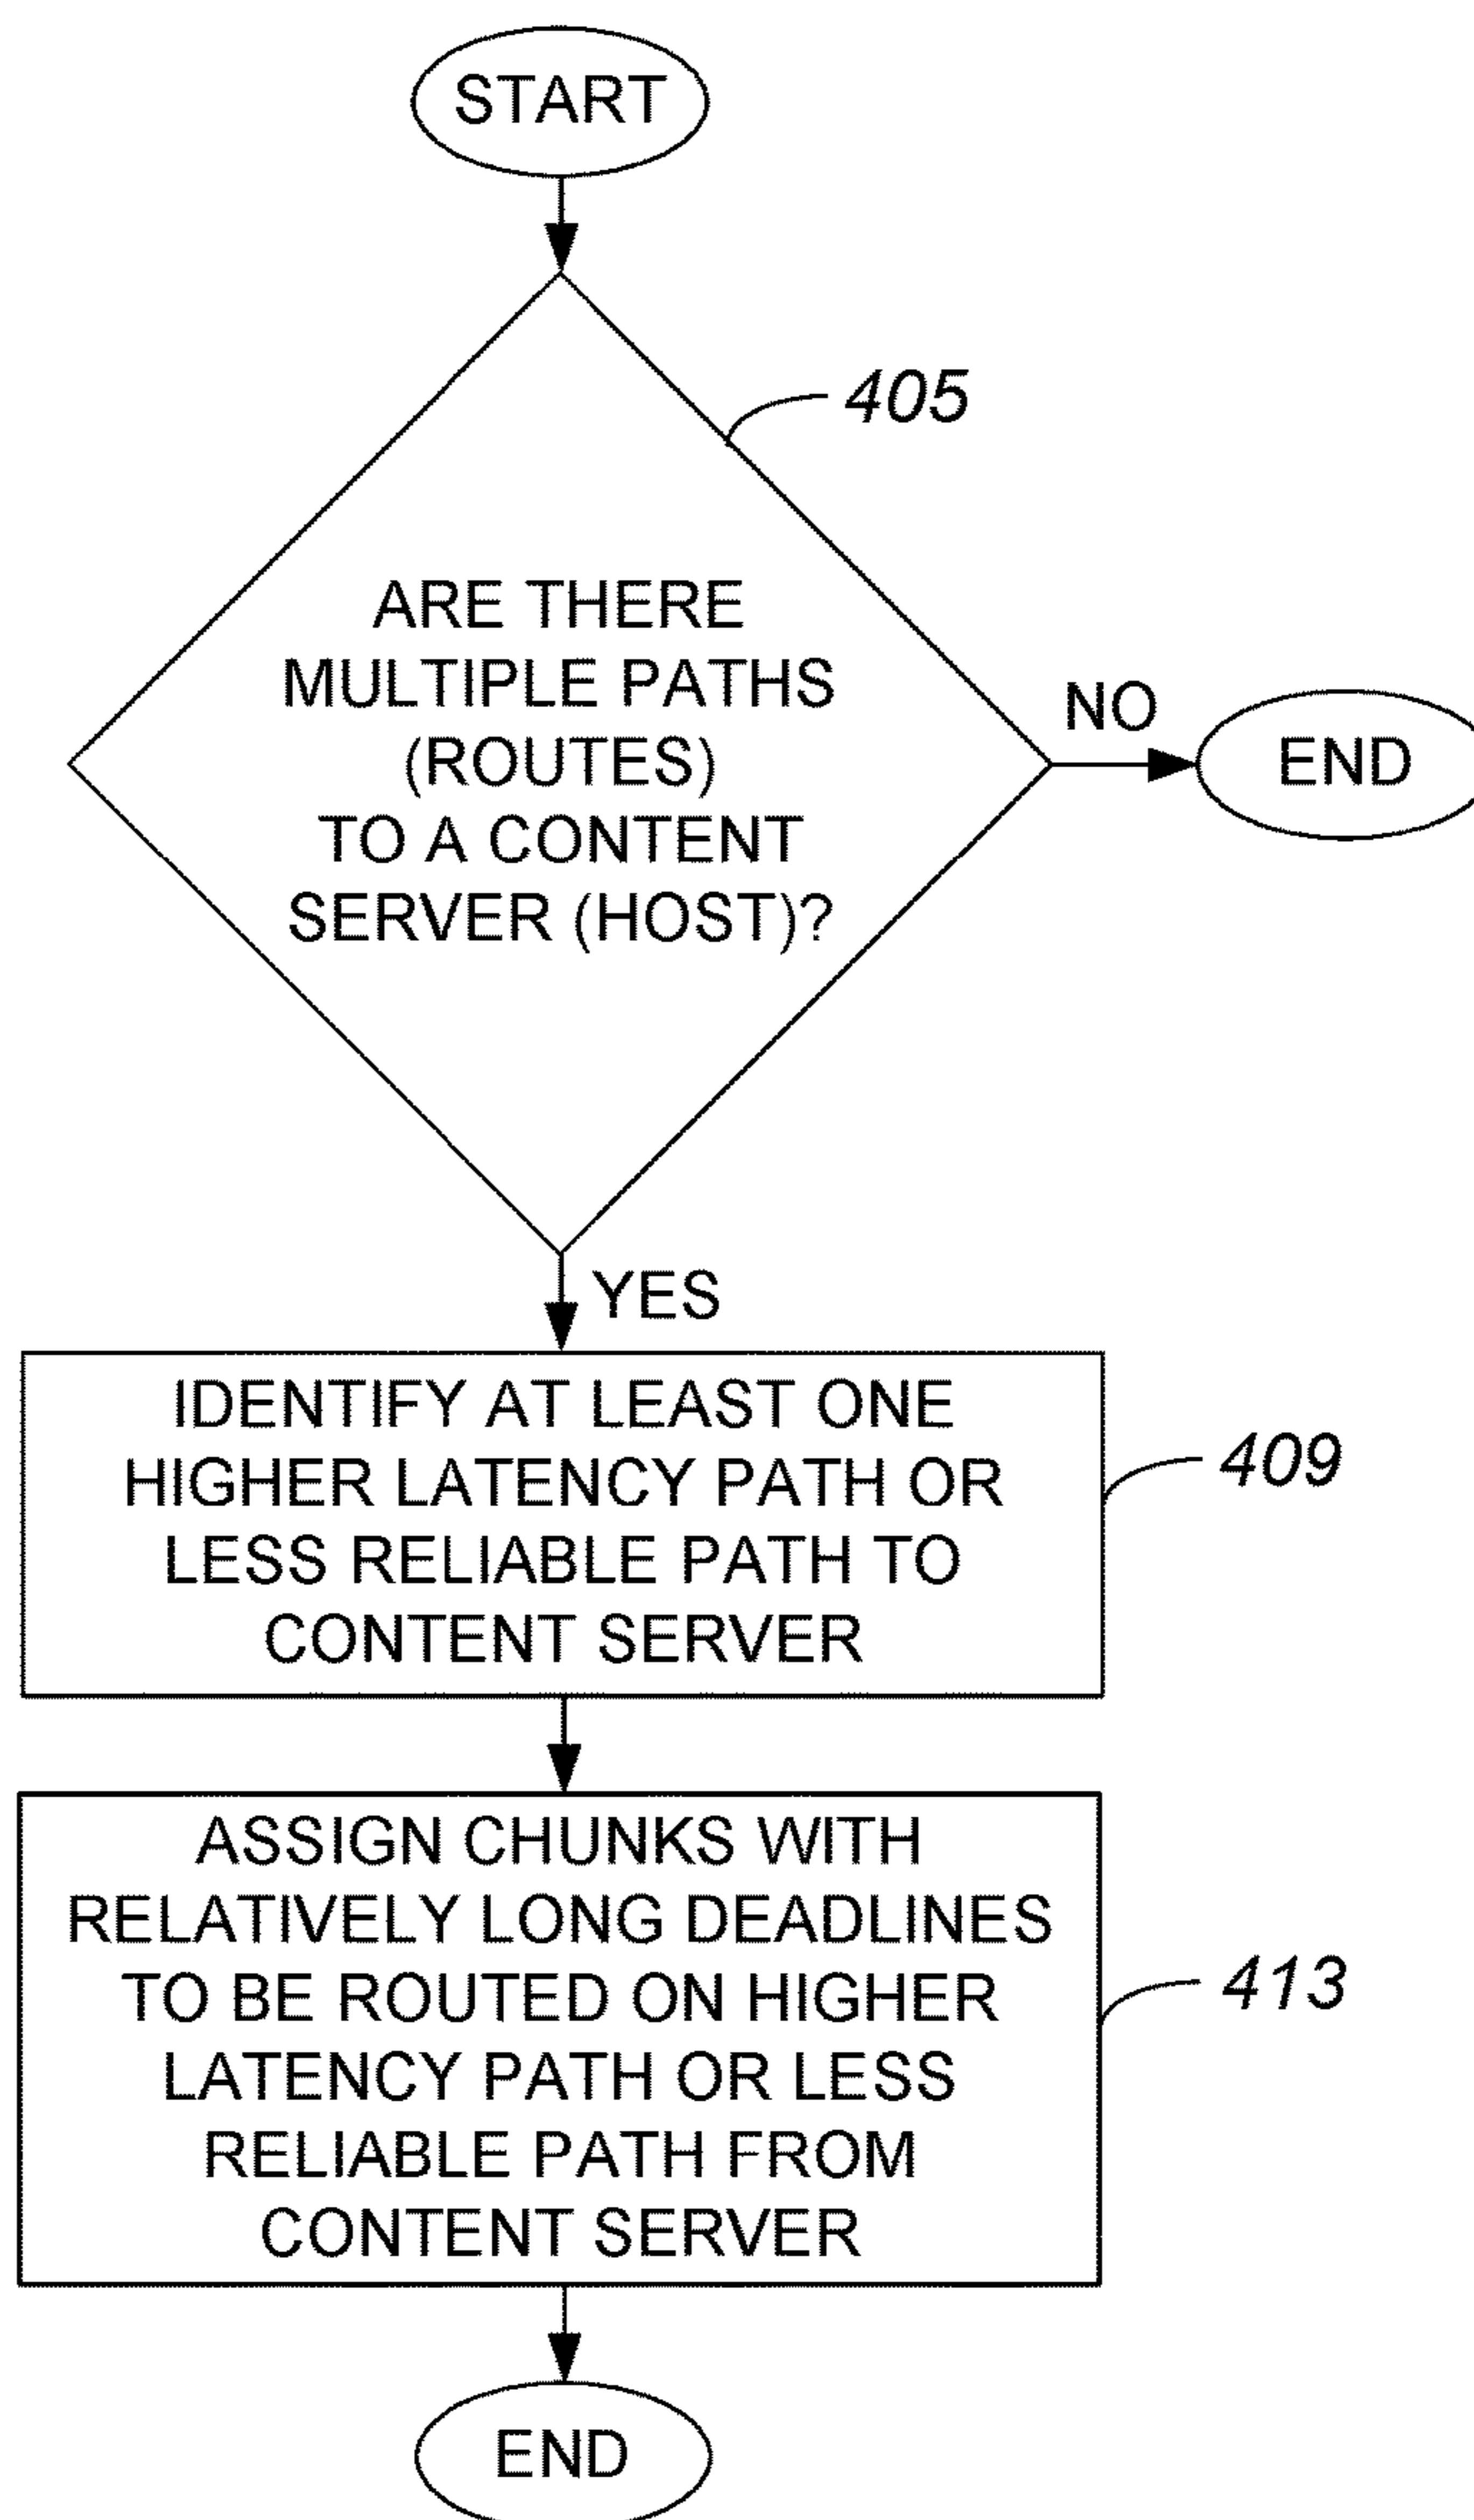 START
405
ARE THERE
MULTIPLE PATHS
(ROUTES)
TO A CONTENT
SERVER (HOST)?
NO
END
YES
IDENTIFY AT LEAST ONE
HIGHER LATENCY PATH OR
LESS RELIABLE PATH TO
CONTENT SERVER
409
ASSIGN CHUNKS WITH
RELATIVELY LONG DEADLINES
TO BE ROUTED ON HIGHER
LATENCY PATH OR LESS
RELIABLE PATH FROM
CONTENT SERVER
413
END